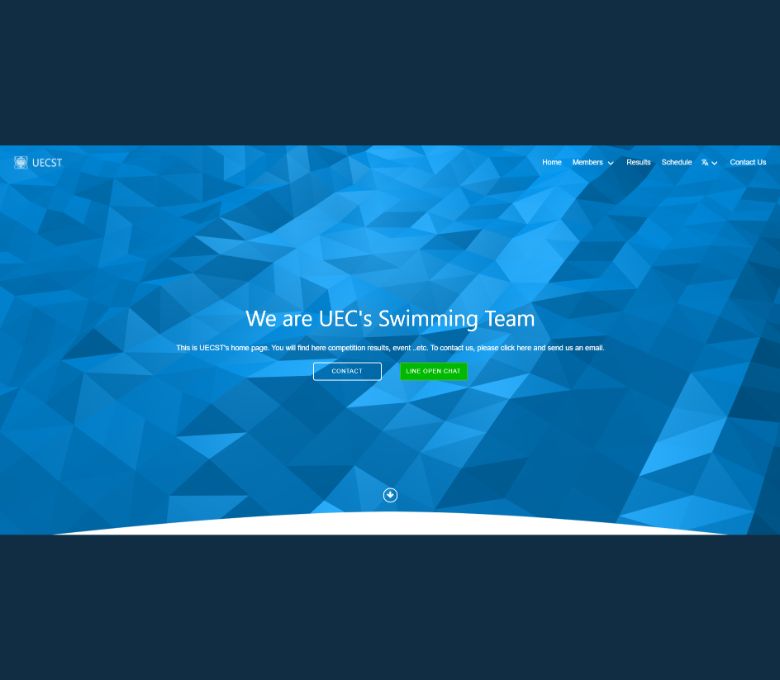 UECST
Home Members Results Schedule Contact Us
We are UEC's Swimming Team
This is UECST's home page. You will find here competition results, event ..etc. To contact us, please click here and send us an email.
CONTACT LINE OPEN CHAT